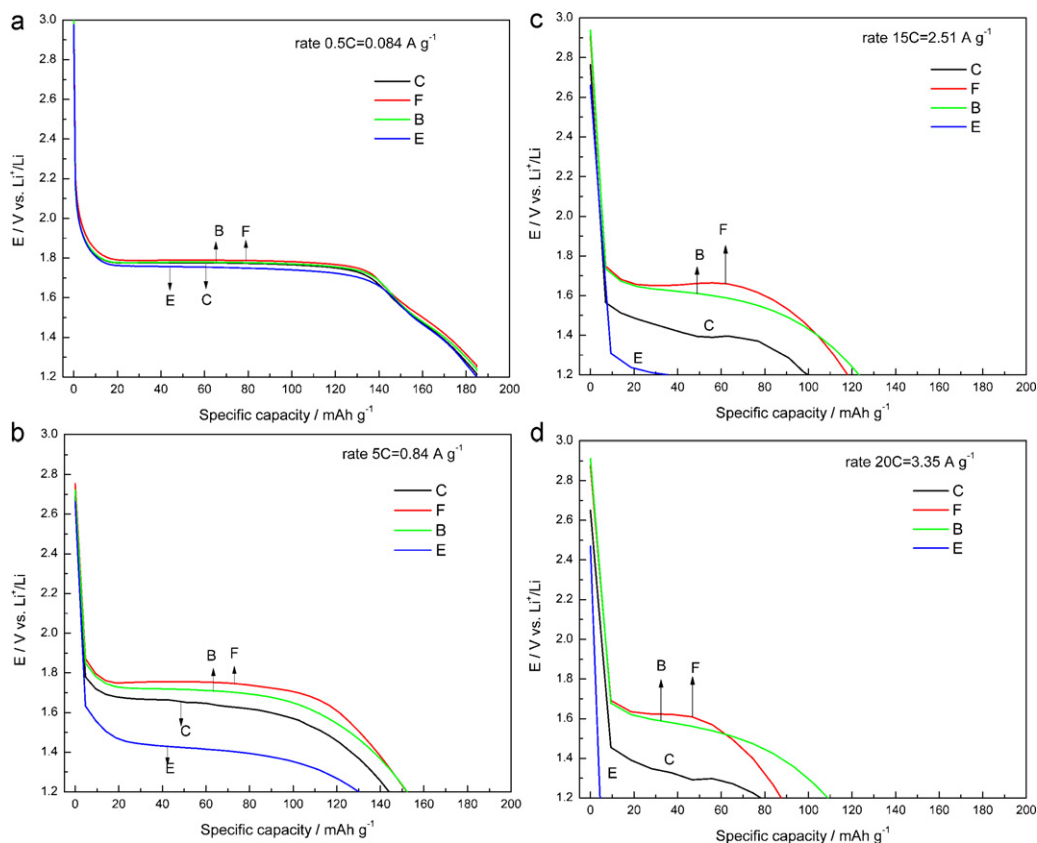 a
rate 0.5C=0.084 A g⁻¹
C
F
B
E
B
F
E
C
E / V vs. Li⁺/Li
3.0
2.8
2.6
2.4
2.2
2.0
1.8
1.6
1.4
1.2
0 20 40 60 80 100 120 140 160 180 200
Specific capacity / mAh g⁻¹
b
rate 5C=0.84 A g⁻¹
C
F
B
E
B
F
C
E
E / V vs. Li⁺/Li
3.0
2.8
2.6
2.4
2.2
2.0
1.8
1.6
1.4
1.2
0 20 40 60 80 100 120 140 160 180 200
Specific capacity / mAh g⁻¹
c
rate 15C=2.51 A g⁻¹
C
F
B
E
B
F
C
E
E / V vs. Li⁺/Li
3.0
2.8
2.6
2.4
2.2
2.0
1.8
1.6
1.4
1.2
0 20 40 60 80 100 120 140 160 180 200
Specific capacity / mAh g⁻¹
d
rate 20C=3.35 A g⁻¹
C
F
B
E
B
F
E
C
E / V vs. Li⁺/Li
3.0
2.8
2.6
2.4
2.2
2.0
1.8
1.6
1.4
1.2
0 20 40 60 80 100 120 140 160 180 200
Specific capacity / mAh g⁻¹